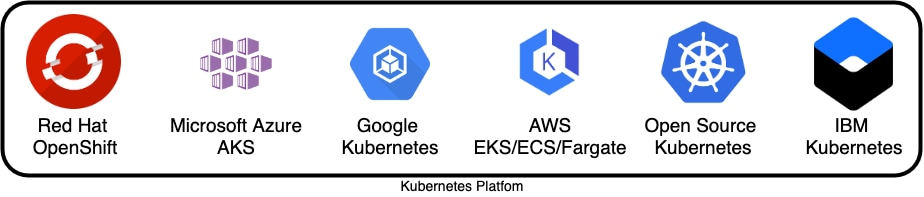 Red Hat
OpenShift
Microsoft Azure
AKS
Google
Kubernetes
K
AWS
EKS/ECS/Fargate
Open Source
Kubernetes
IBM
Kubernetes
Kubernetes Platfom